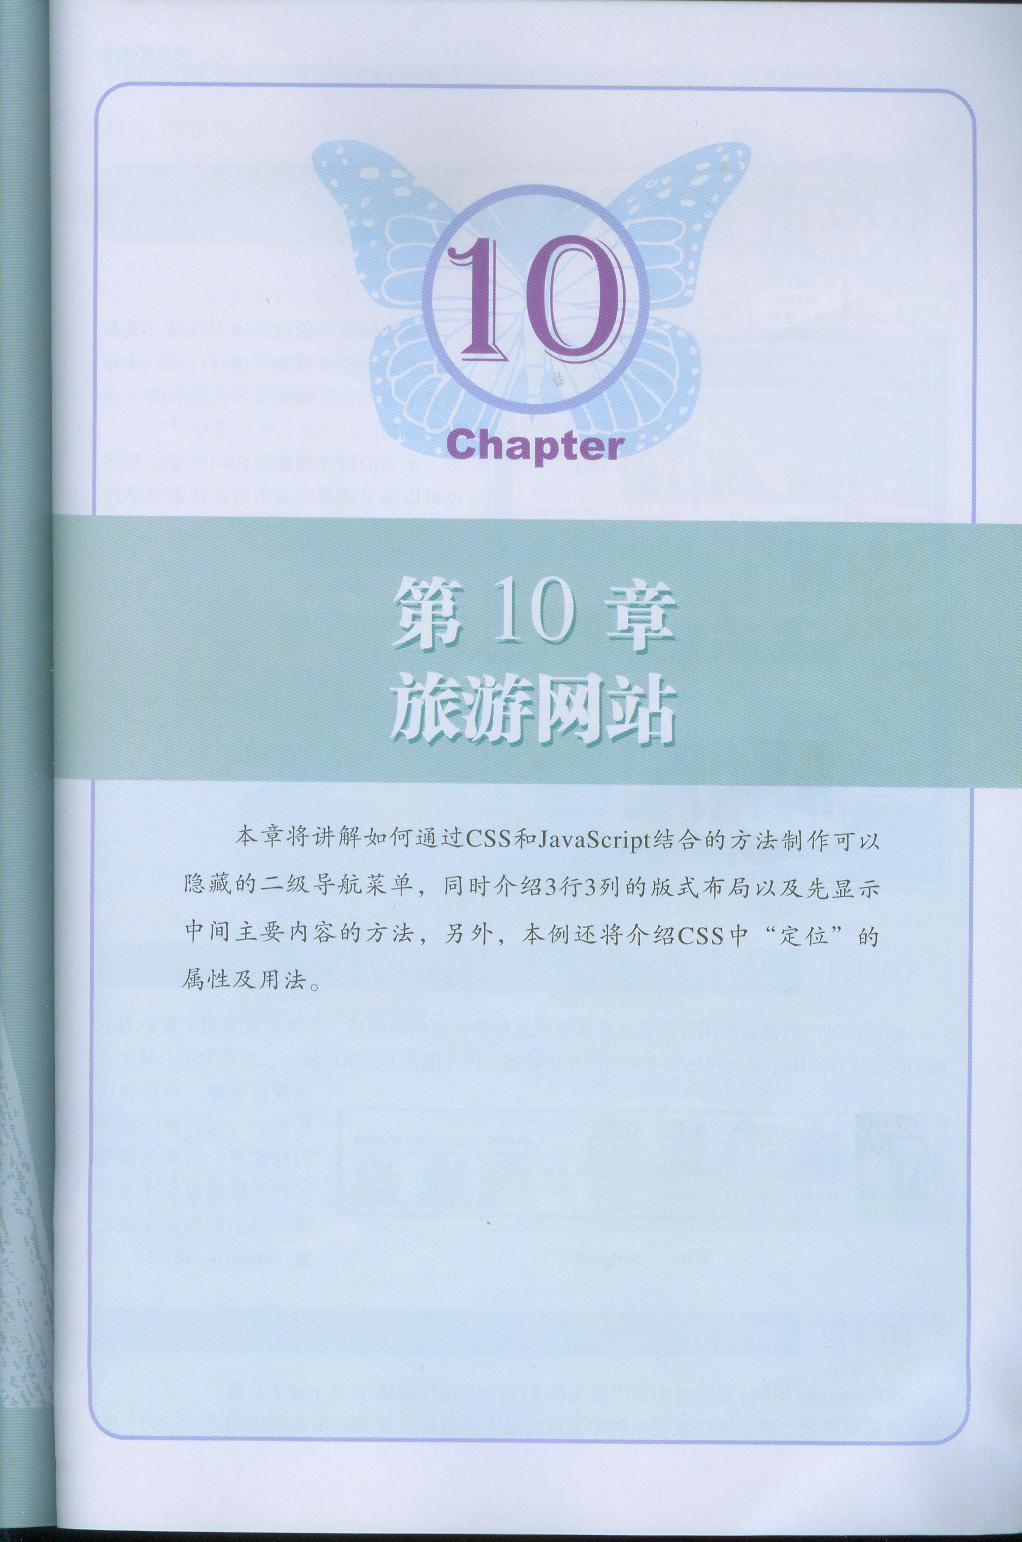 10
Chapter
第 10 章
旅游网站
本章将讲解如何通过CSS和JavaScript结合的方法制作可以
隐藏的二级导航菜单，同时介绍3行3列的版式布局以及先显示
中间主要内容的方法，另外，本例还将介绍CSS中“定位”的
属性及用法。